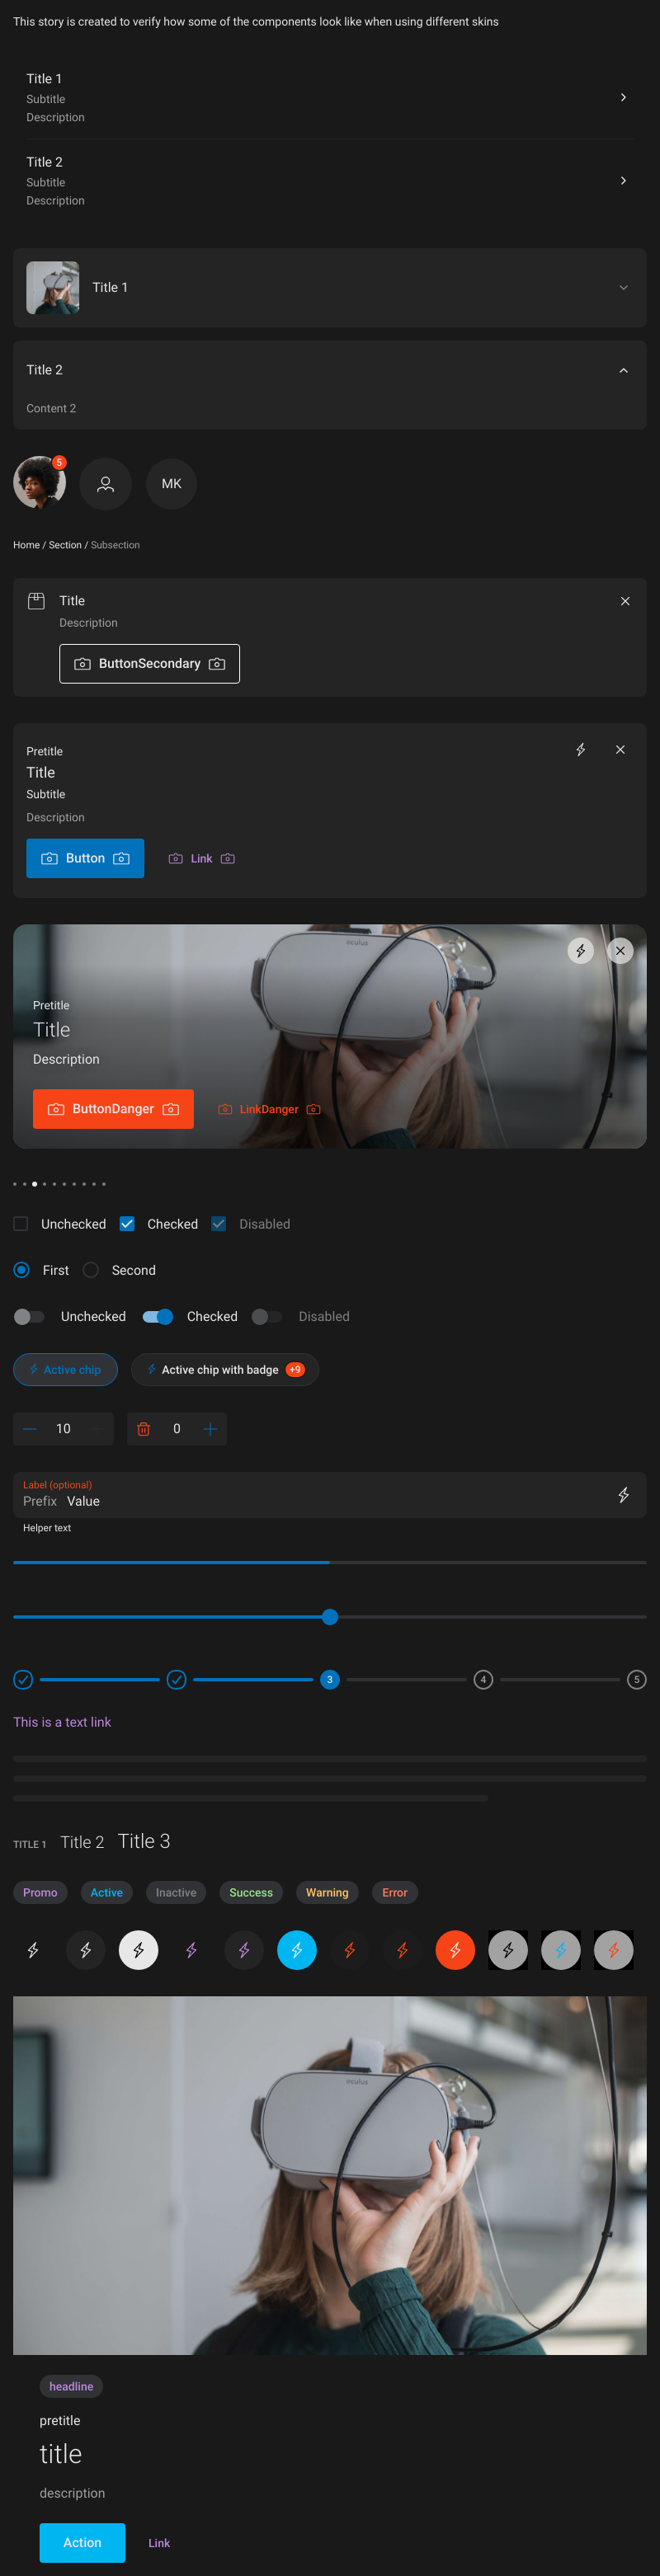 This story is created to verify how some of the components look like when using different skins
Title 1
Subtitle
Description
Title 2
Subtitle
Description
Title 1
Title 2
Content 2
5
MK
Home / Section / Subsection
Title
Description
ButtonSecondary
Pretitle
Title
Subtitle
Description
Button Link
oculus
Pretitle
Title
Description
ButtonDanger LinkDanger
Unchecked Checked Disabled
First Second
Unchecked Checked Disabled
Active chip Active chip with badge +9
10 0
Label (optional)
Prefix Value
Helper text
3 4 5
This is a text link
TITLE 1 Title 2 Title 3
Promo Active Inactive Success Warning Error
oculus
headline
pretitle
title
description
Action Link